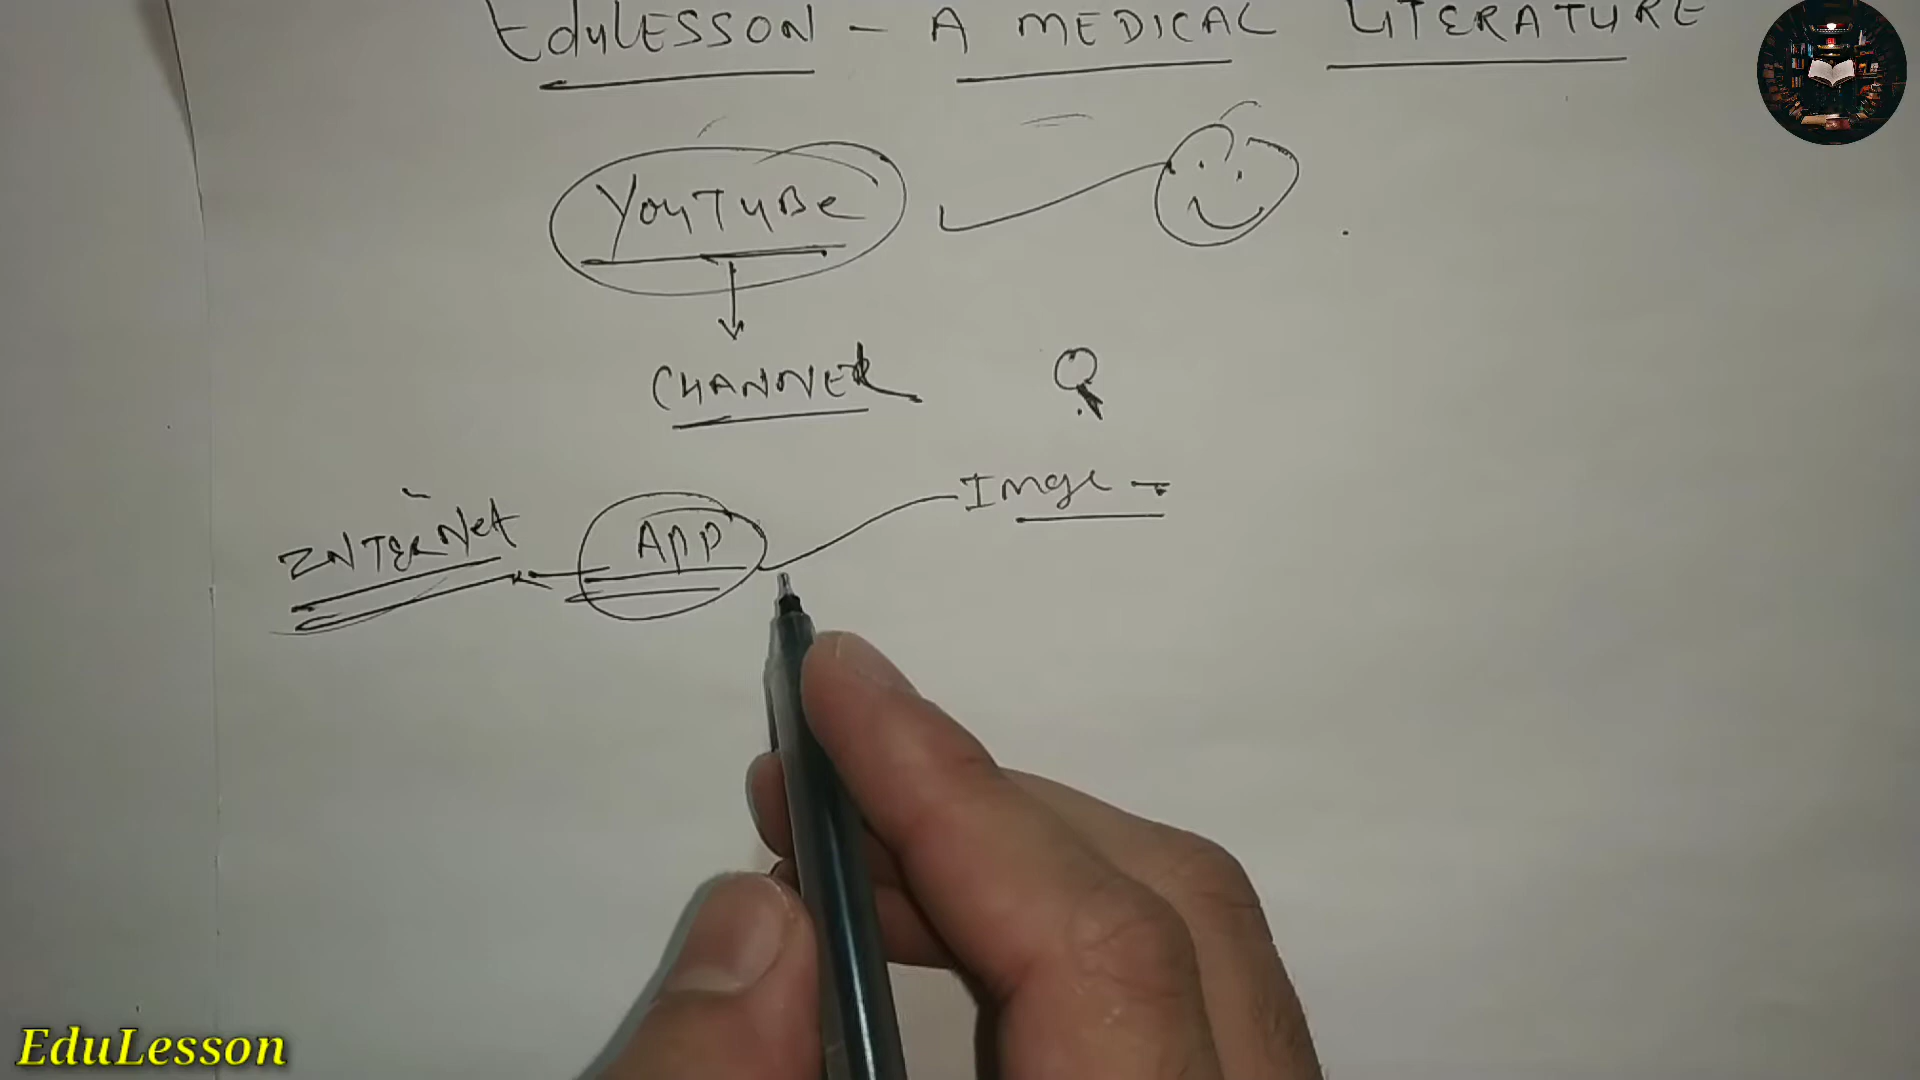 EduLESSON - A MEDICAL LITERATURE
YouTuBe
CHANNEL
Image
INTERNet
App
EduLesson